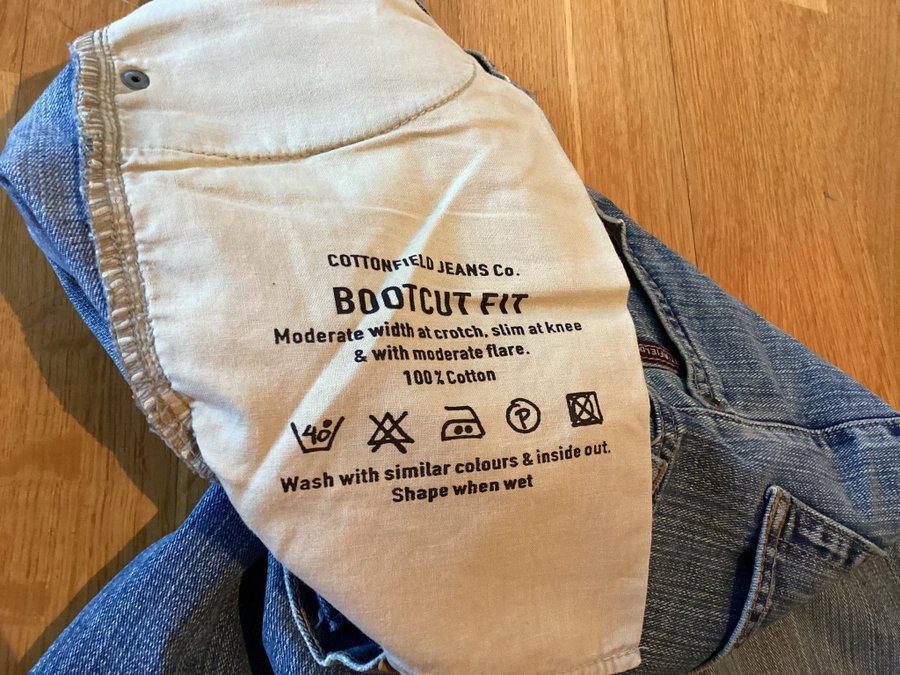 COTTONFIELD JEANS Co.
BOOTCUT FIT
Moderate width at crotch, slim at knee
& with moderate flare.
100% Cotton
40° P
Wash with similar colours & inside out.
Shape when wet